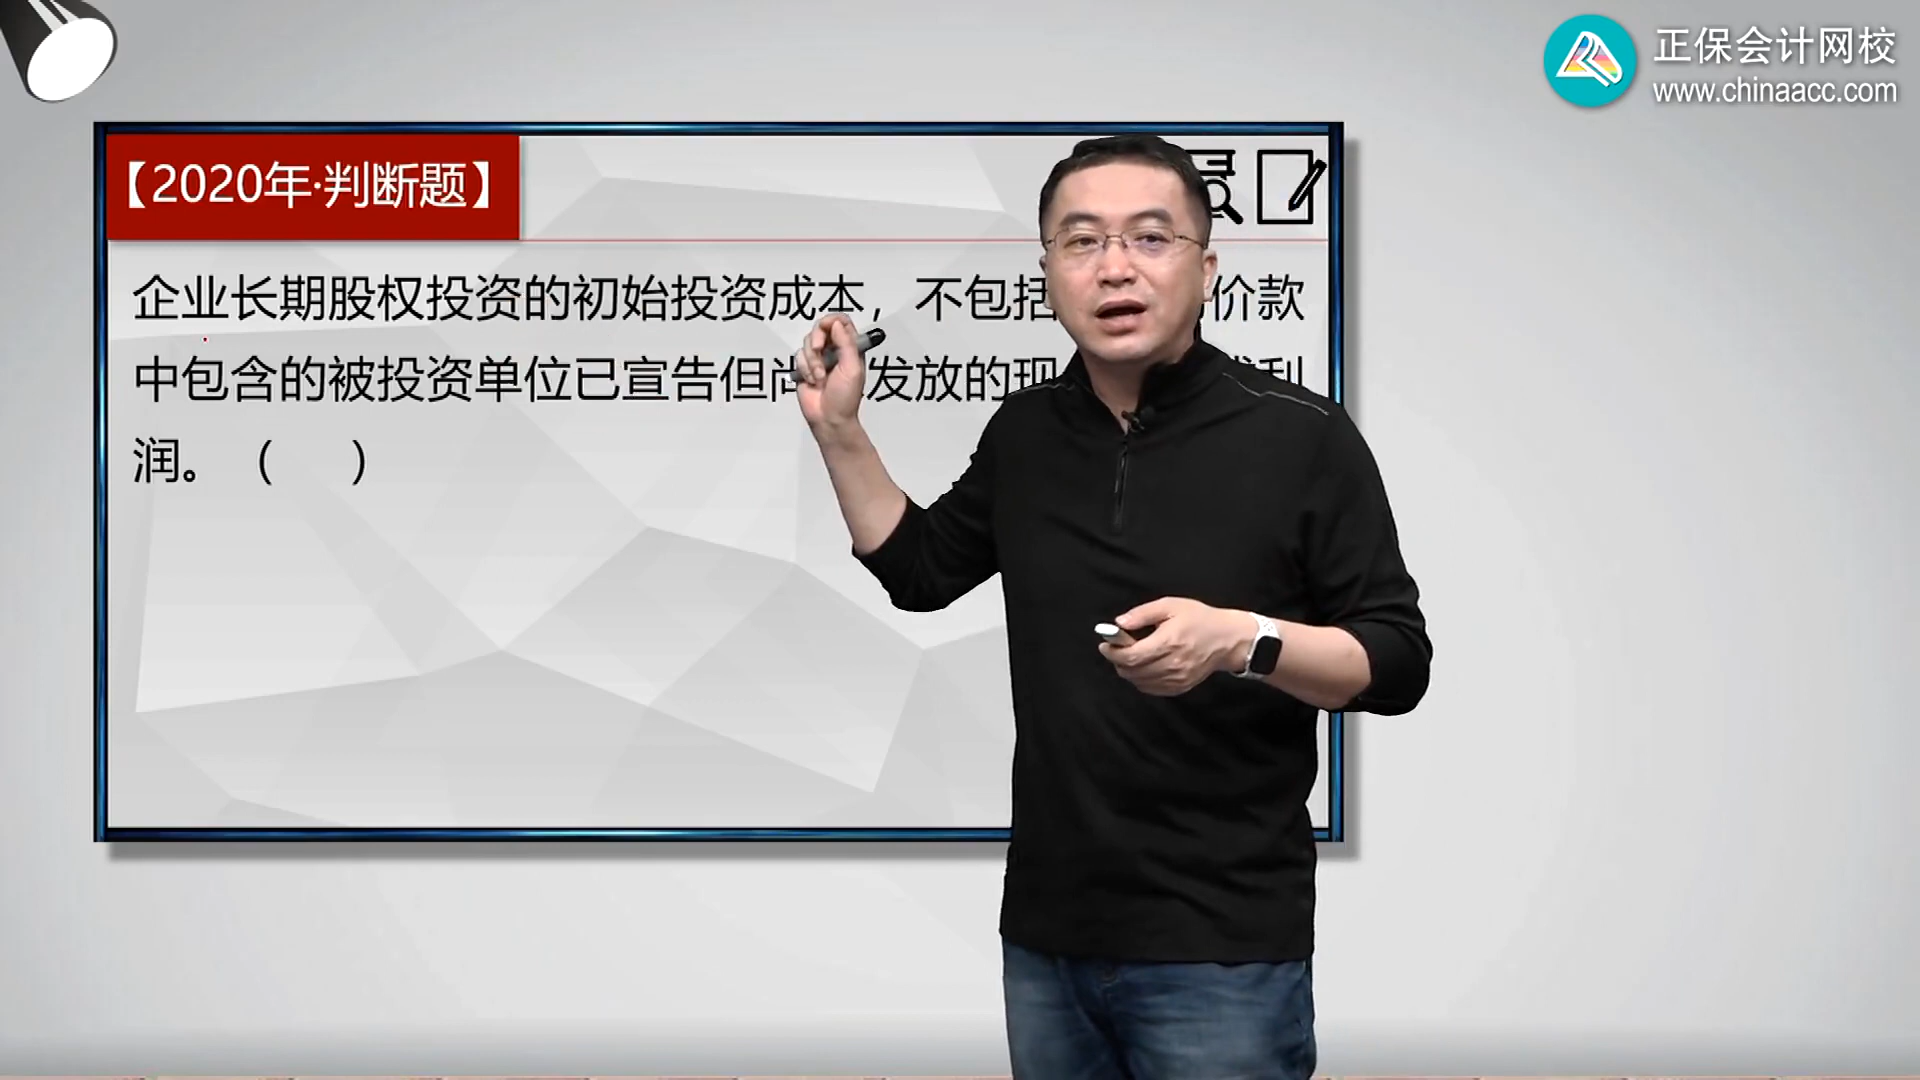 正保会计网校
www.chinaacc.com
【2020年·判断题】
企业长期股权投资的初始投资成本，不包括 价款
中包含的被投资单位已宣告但尚 发放的现 利
润。（ ）